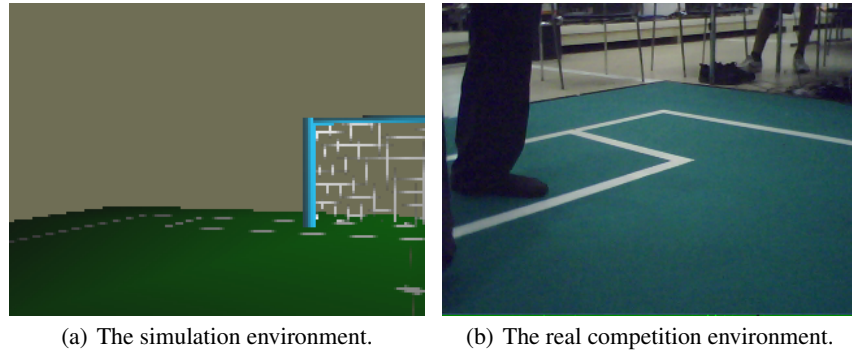 (a) The simulation environment.
(b) The real competition environment.